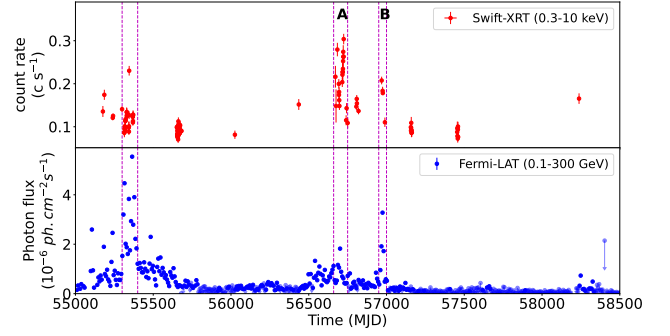 A B
Swift-XRT (0.3-10 keV)
0.3
0.2
0.1
count rate
(c s⁻¹)
Fermi-LAT (0.1-300 GeV)
4
2
0
Photon flux
(10⁻⁶ ph. cm⁻²s⁻¹)
55000 55500 56000 56500 57000 57500 58000 58500
Time (MJD)